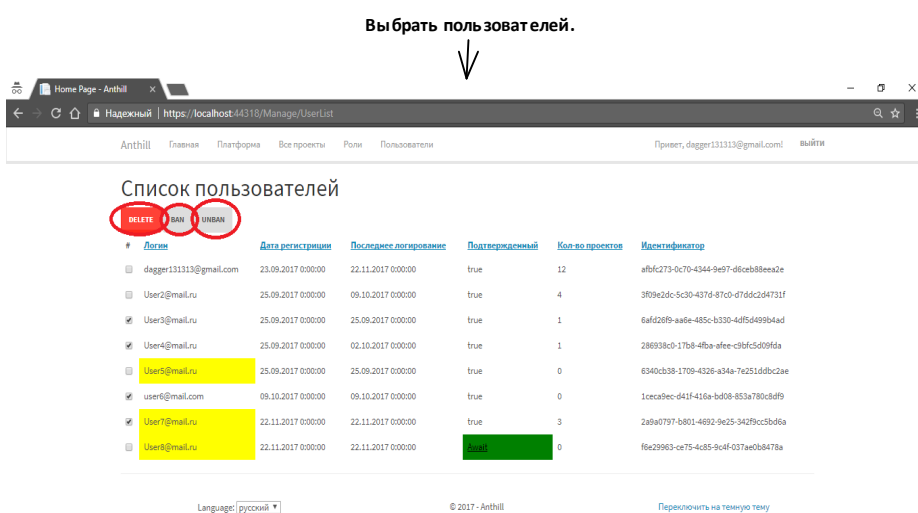 Выбрать пользователей.
Home Page - Anthill
Надежный | https://localhost:44318/Manage/UserList
Anthill Главная Платформа Все проекты Роли Пользователи Привет, dagger131313@gmail.com! ВЫЙТИ
Список пользователей
DELETE BAN UNBAN
# Логин Дата регистриции Последнее логирование Подтвержденный Кол-во проектов Идентификатор
dagger131313@gmail.com 23.09.2017 0:00:00 22.11.2017 0:00:00 true 12 afbfc273-0c70-4344-9e97-d6ceb88eea2e
User2@mail.ru 25.09.2017 0:00:00 09.10.2017 0:00:00 true 4 3f09e2dc-5c30-437d-87c0-d7ddc2d4731f
User3@mail.ru 25.09.2017 0:00:00 25.09.2017 0:00:00 true 1 6afd26f9-aa6e-485c-b330-4df5d499b4ad
User4@mail.ru 25.09.2017 0:00:00 02.10.2017 0:00:00 true 1 286938c0-17b8-4fba-afee-c9bfc5d09fda
User5@mail.ru 25.09.2017 0:00:00 25.09.2017 0:00:00 true 0 6340cb38-1709-4326-a34a-7e251ddbc2ae
user6@mail.com 09.10.2017 0:00:00 09.10.2017 0:00:00 true 0 1ceca9ec-d41f-416a-bd08-853a780c8df9
User7@mail.ru 22.11.2017 0:00:00 22.11.2017 0:00:00 true 3 2a9a0797-b801-4692-9e25-342f9cc5bd6a
User8@mail.ru 22.11.2017 0:00:00 22.11.2017 0:00:00 Await 0 f6e29963-ce75-4c85-9c4f-037ae0b8478a
Language: русский © 2017 - Anthill Переключить на темную тему